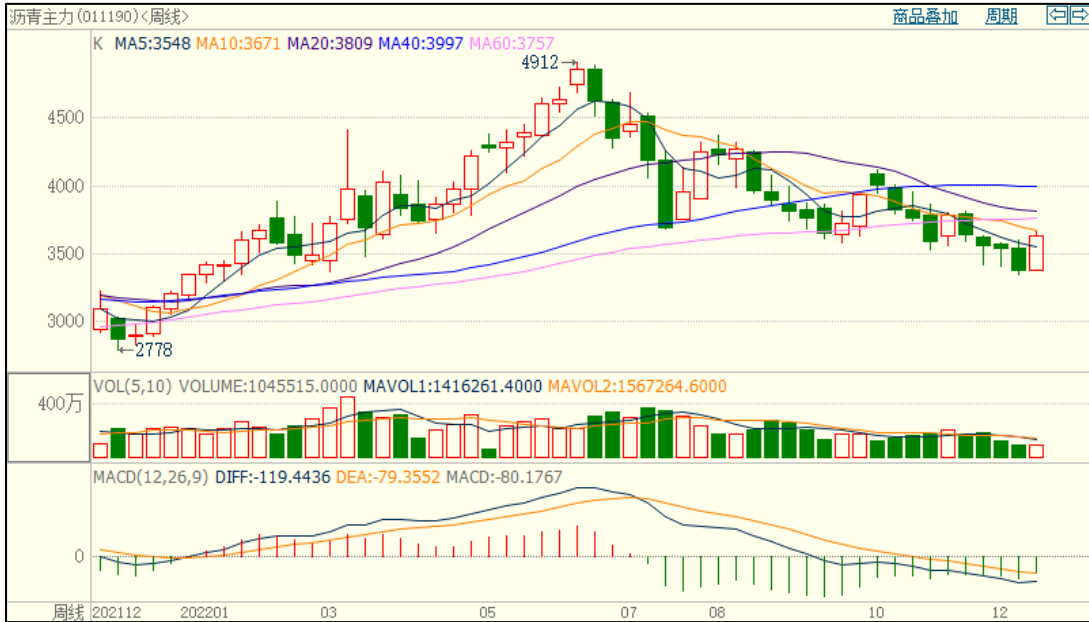 沥青主力(011190)<周线> 商品叠加 周期
K MA5:3548 MA10:3671 MA20:3809 MA40:3997 MA60:3757
4912
4500
4000
3500
3000
2778
VOL(5,10) VOLUME:1045515.0000 MAVOL1:1416261.4000 MAVOL2:1567264.6000
400万
MACD(12,26,9) DIFF:-119.4436 DEA:-79.3552 MACD:-80.1767
0
周线 202112 202201 03 05 07 08 10 12